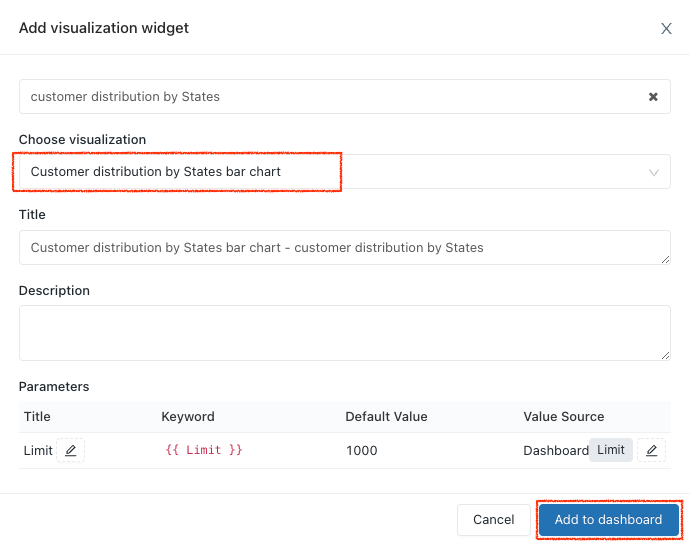 Add visualization widget
customer distribution by States
Choose visualization
Customer distribution by States bar chart
Title
Customer distribution by States bar chart - customer distribution by States
Description
Parameters
Title Keyword Default Value Value Source
Limit {{ Limit }} 1000 Dashboard Limit
Cancel Add to dashboard